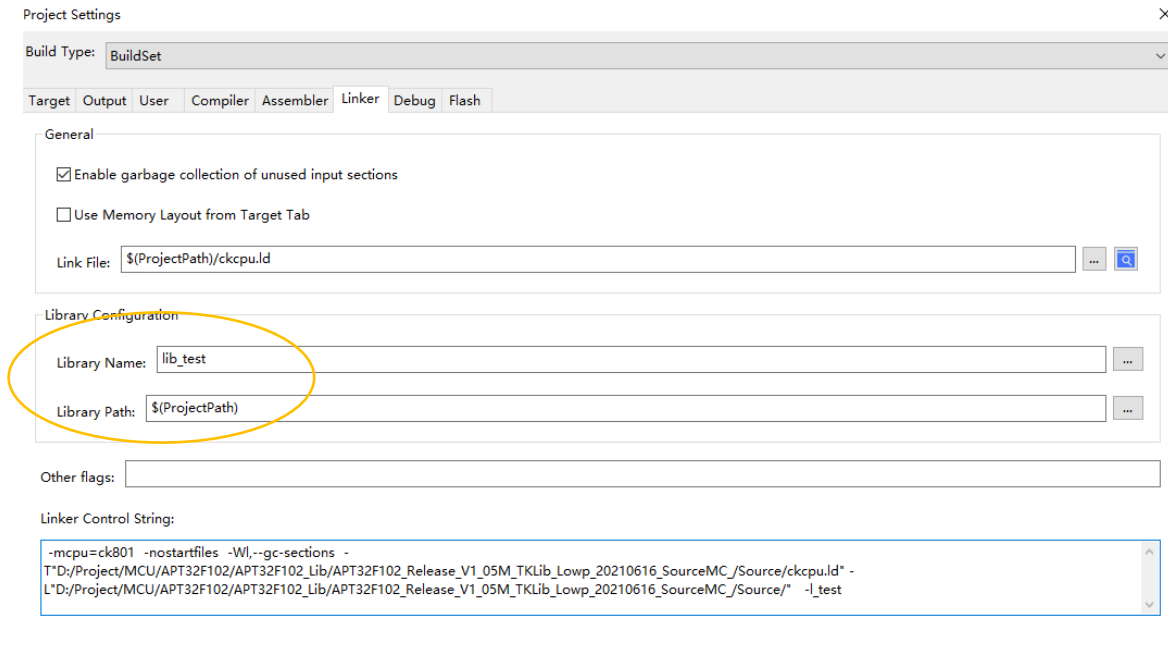 Project Settings
Build Type: BuildSet
Target Output User Compiler Assembler Linker Debug Flash
General
Enable garbage collection of unused input sections
Use Memory Layout from Target Tab
Link File: $(ProjectPath)/ckcpu.ld ...
Library Configuration
Library Name: lib_test ...
Library Path: $(ProjectPath) ...
Other flags:
Linker Control String:
-mcpu=ck801 -nostartfiles -Wl,--gc-sections -
T"D:/Project/MCU/APT32F102/APT32F102_Lib/APT32F102_Release_V1_05M_TKLib_Lowp_20210616_SourceMC_/Source/ckcpu.ld" -
L"D:/Project/MCU/APT32F102/APT32F102_Lib/APT32F102_Release_V1_05M_TKLib_Lowp_20210616_SourceMC_/Source/" -l_test